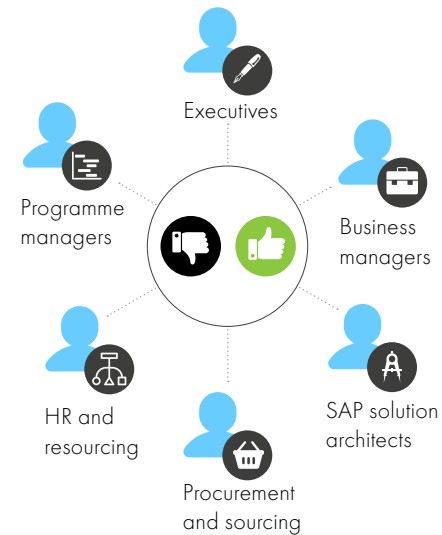 Executives
Programme
managers
Business
managers
HR and
resourcing
SAP solution
architects
Procurement
and sourcing